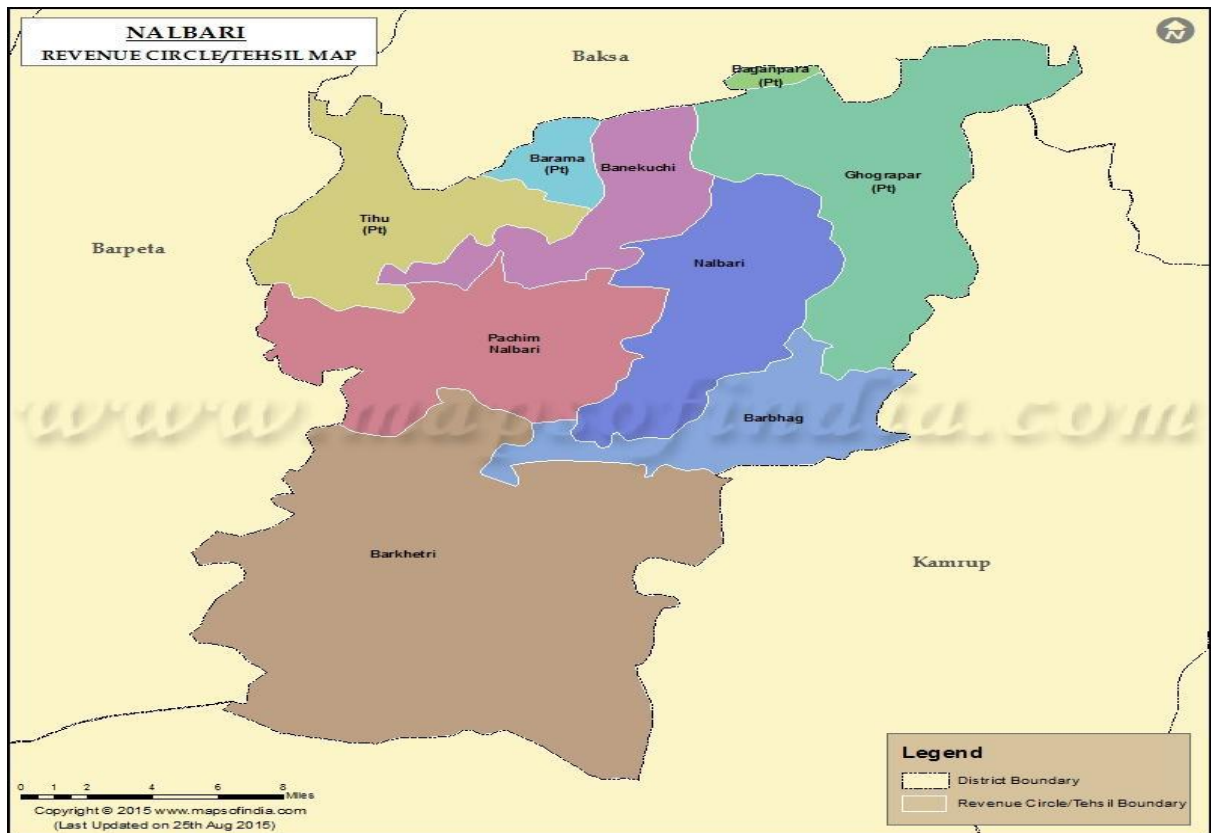 NALBARI
REVENUE CIRCLE/TEHSIL MAP
N
Baksa
Baganpara
(Pt)
Barama
(Pt)
Banekuchi
Ghograpar
(Pt)
Tihu
(Pt)
Barpeta
Nalbari
Pachim
Nalbari
www.mapsofindia.com
Barbhag
Barkhetri
Kamrup
Legend
District Boundary
Revenue Circle/Tehsil Boundary
0 1 2 4 6 8
Miles
Copyright © 2015 www.mapsofindia.com
(Last Updated on 25th Aug 2015)